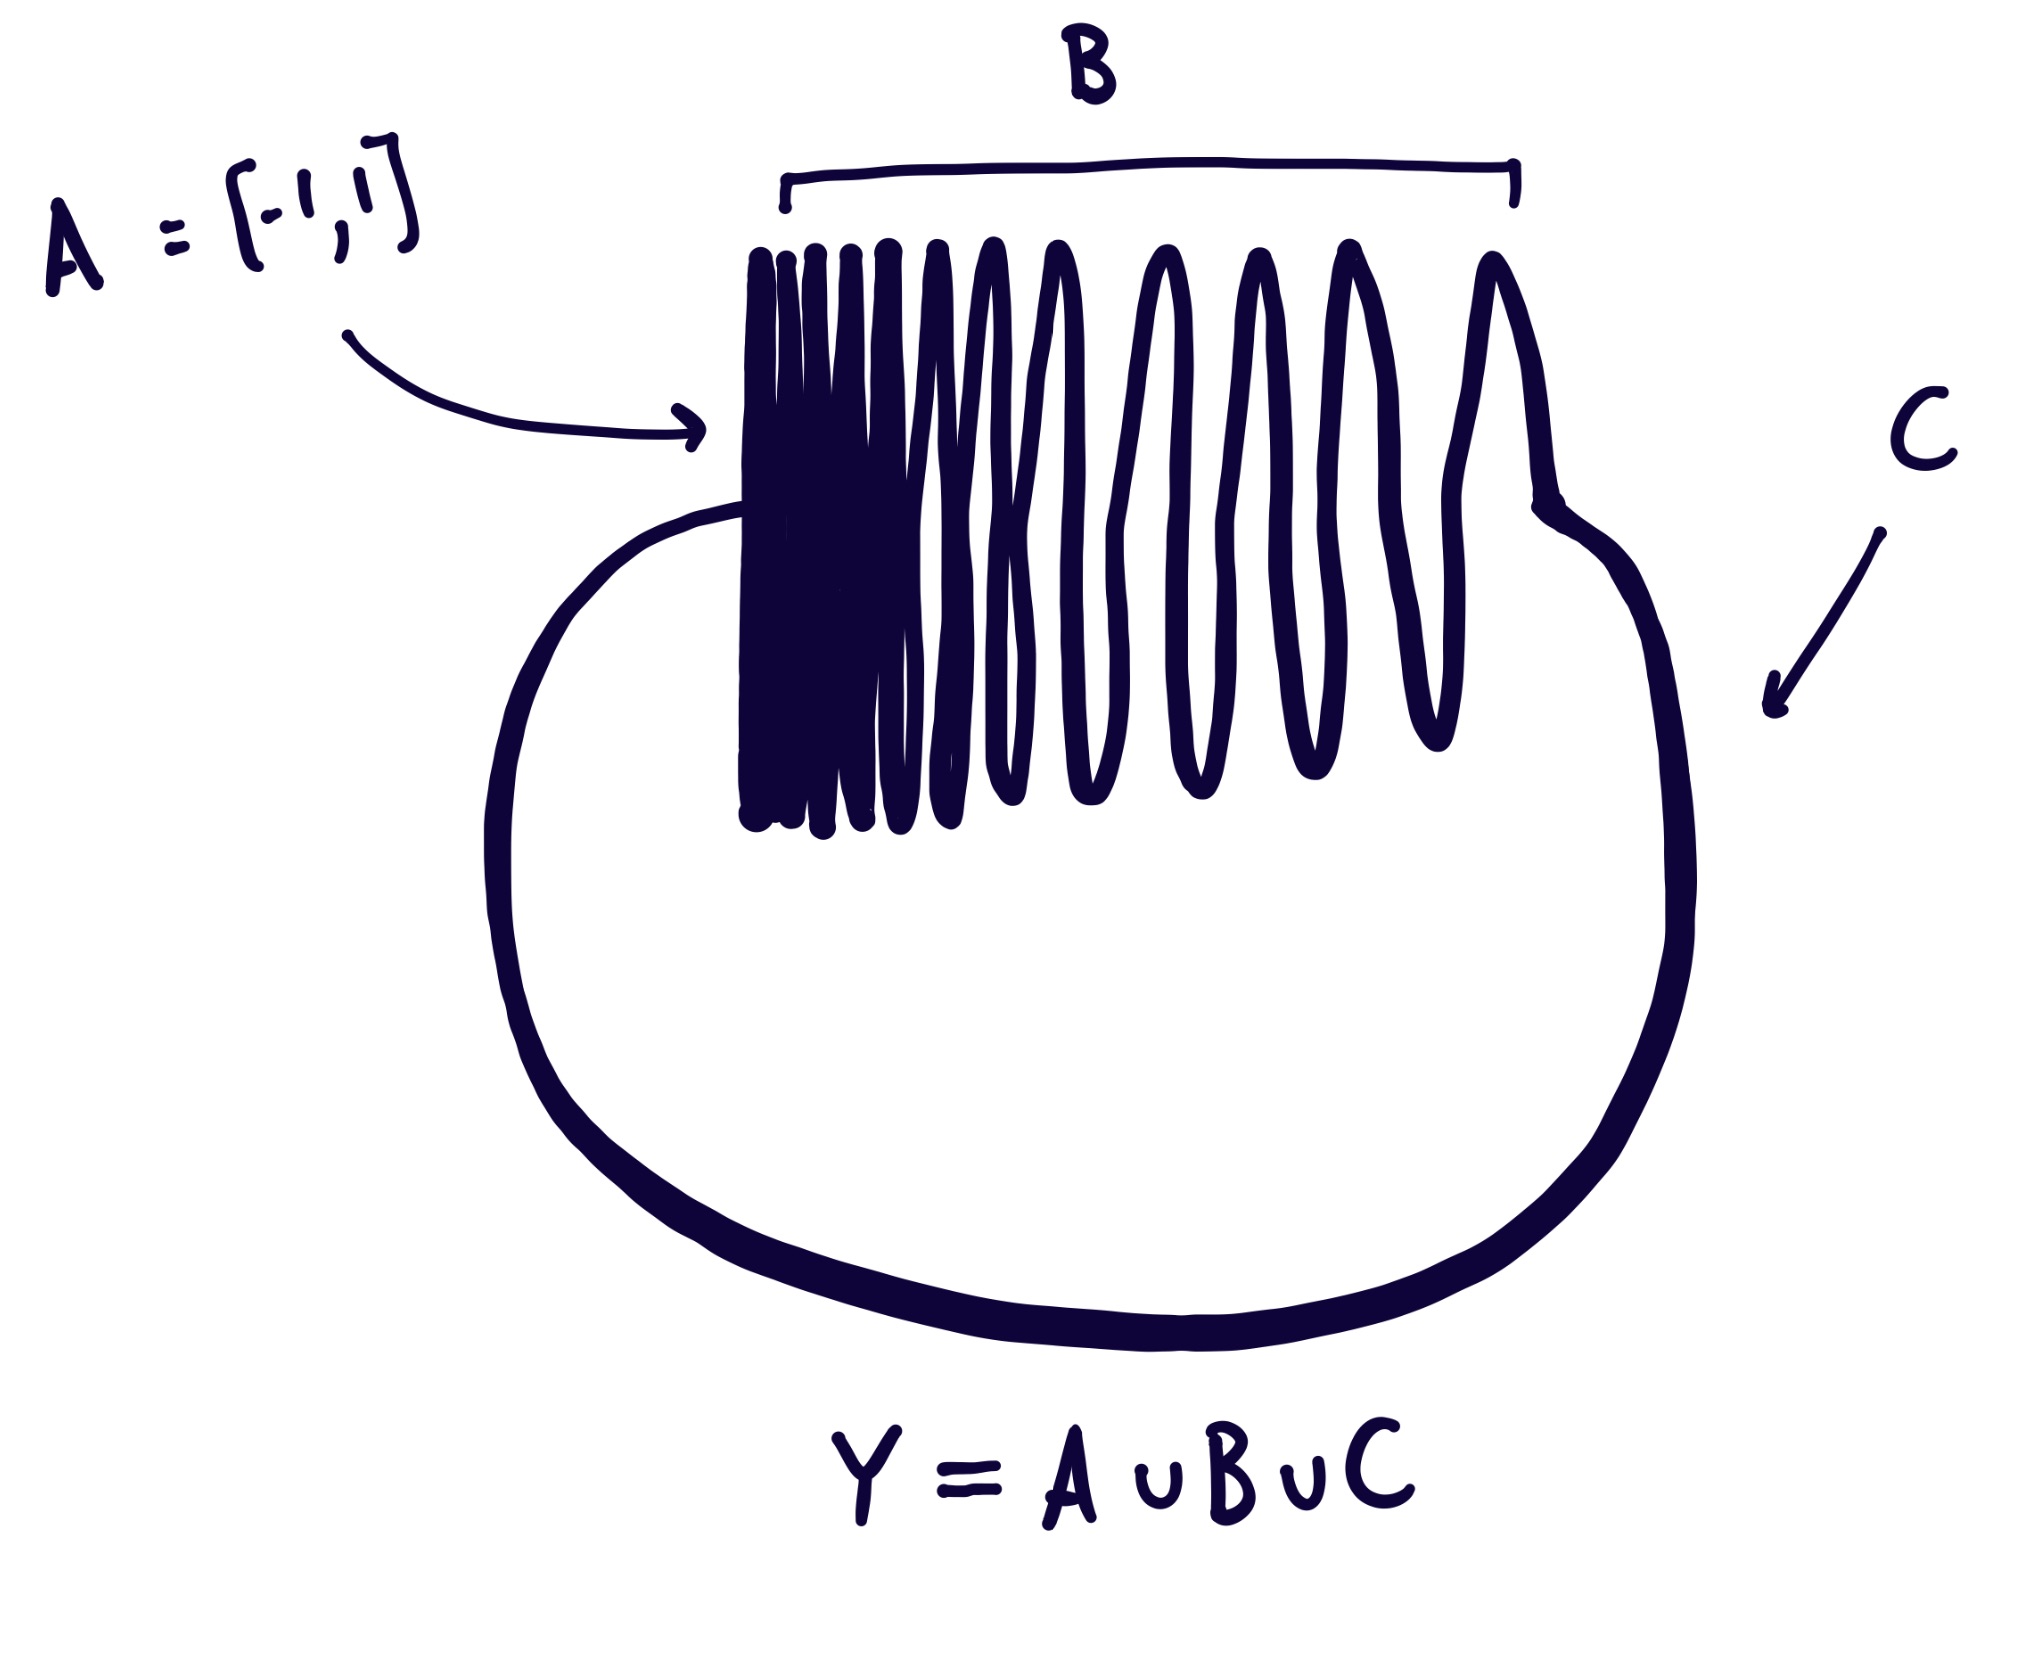 B
A = [-1,1]
C
Y = A ∪ B ∪ C